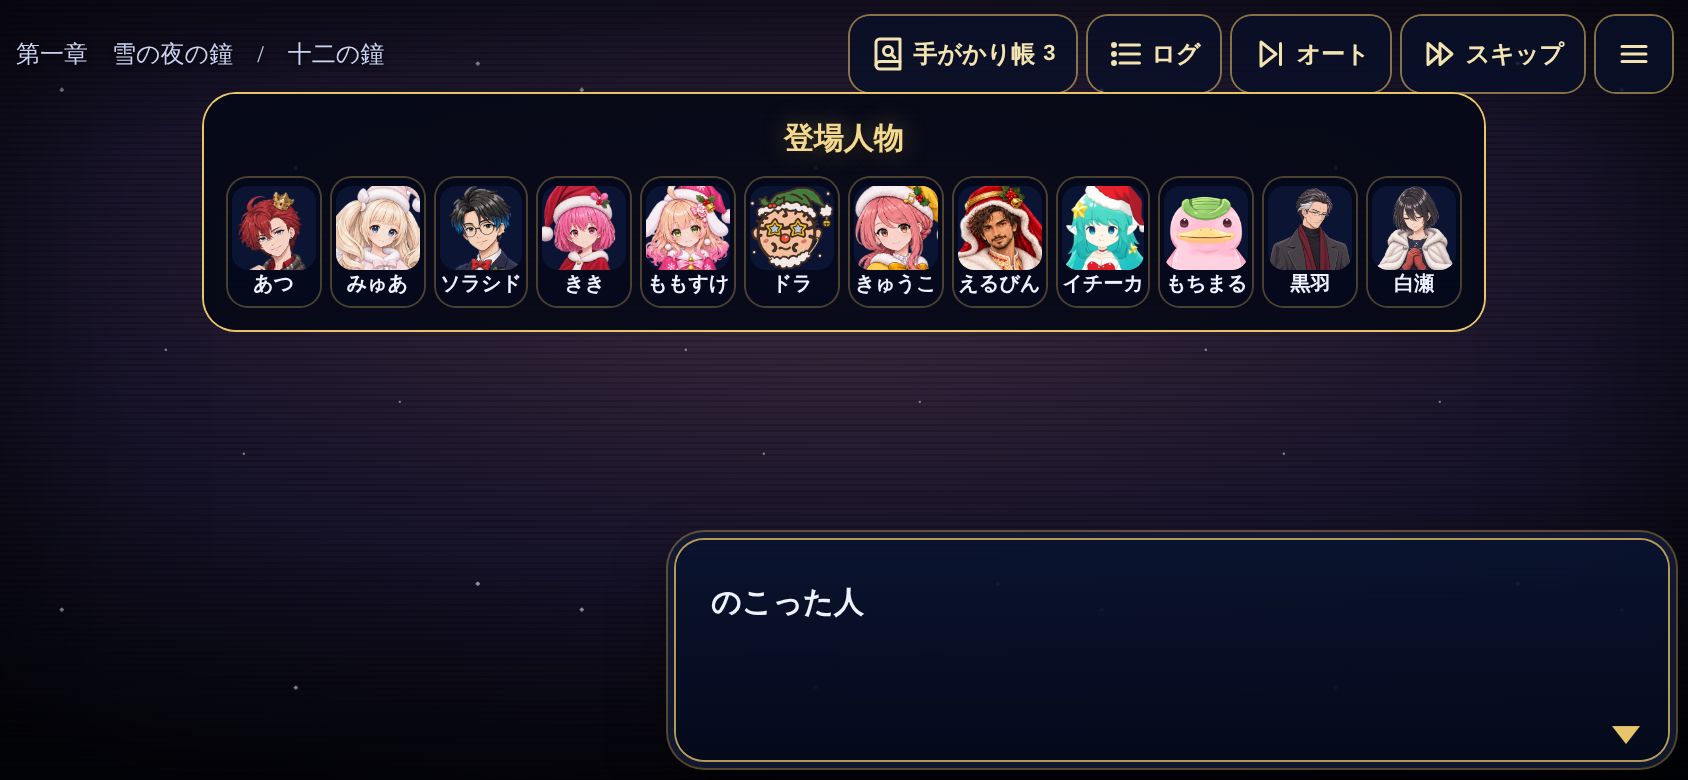 第一章 雪の夜の鐘 / 十二の鐘
手がかり帳 3
ログ
オート
スキップ
登場人物
あつ
みゅあ
ソラシド
きき
ももすけ
ドラ
きゅうこ
えるびん
イチーカ
もちまる
黒羽
白瀬
のこった人